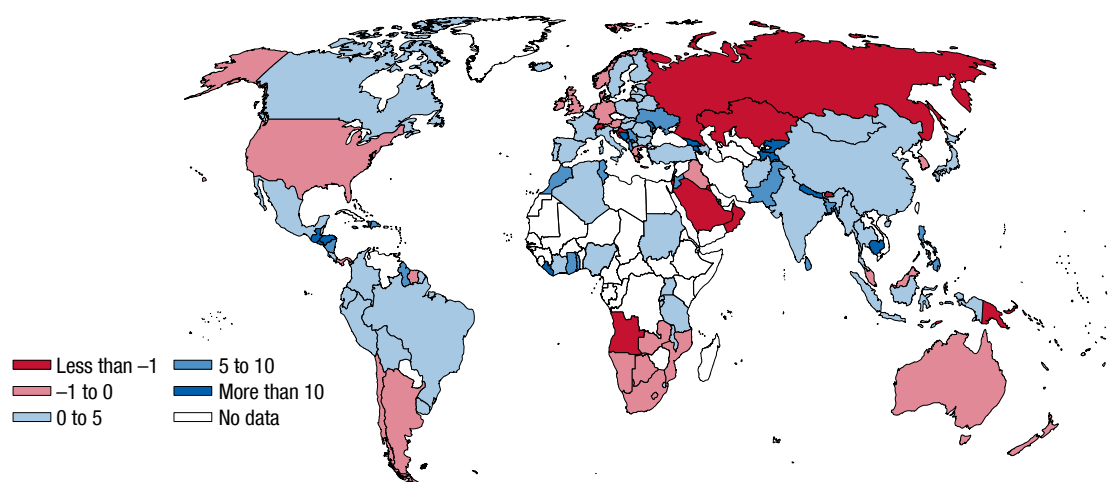 Less than –1
–1 to 0
0 to 5
5 to 10
More than 10
No data